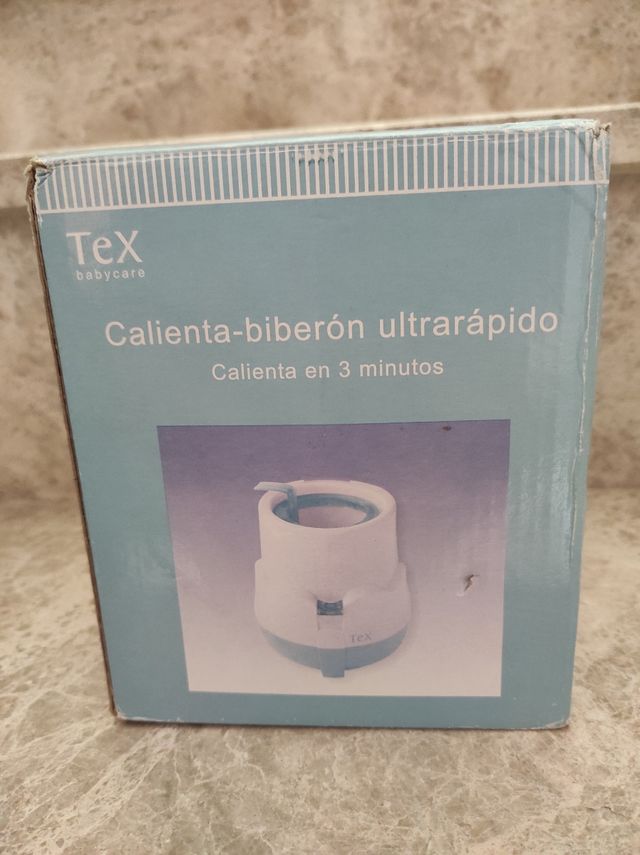 TeX
babycare
Calienta-biberón ultrarápido
Calienta en 3 minutos
TeX